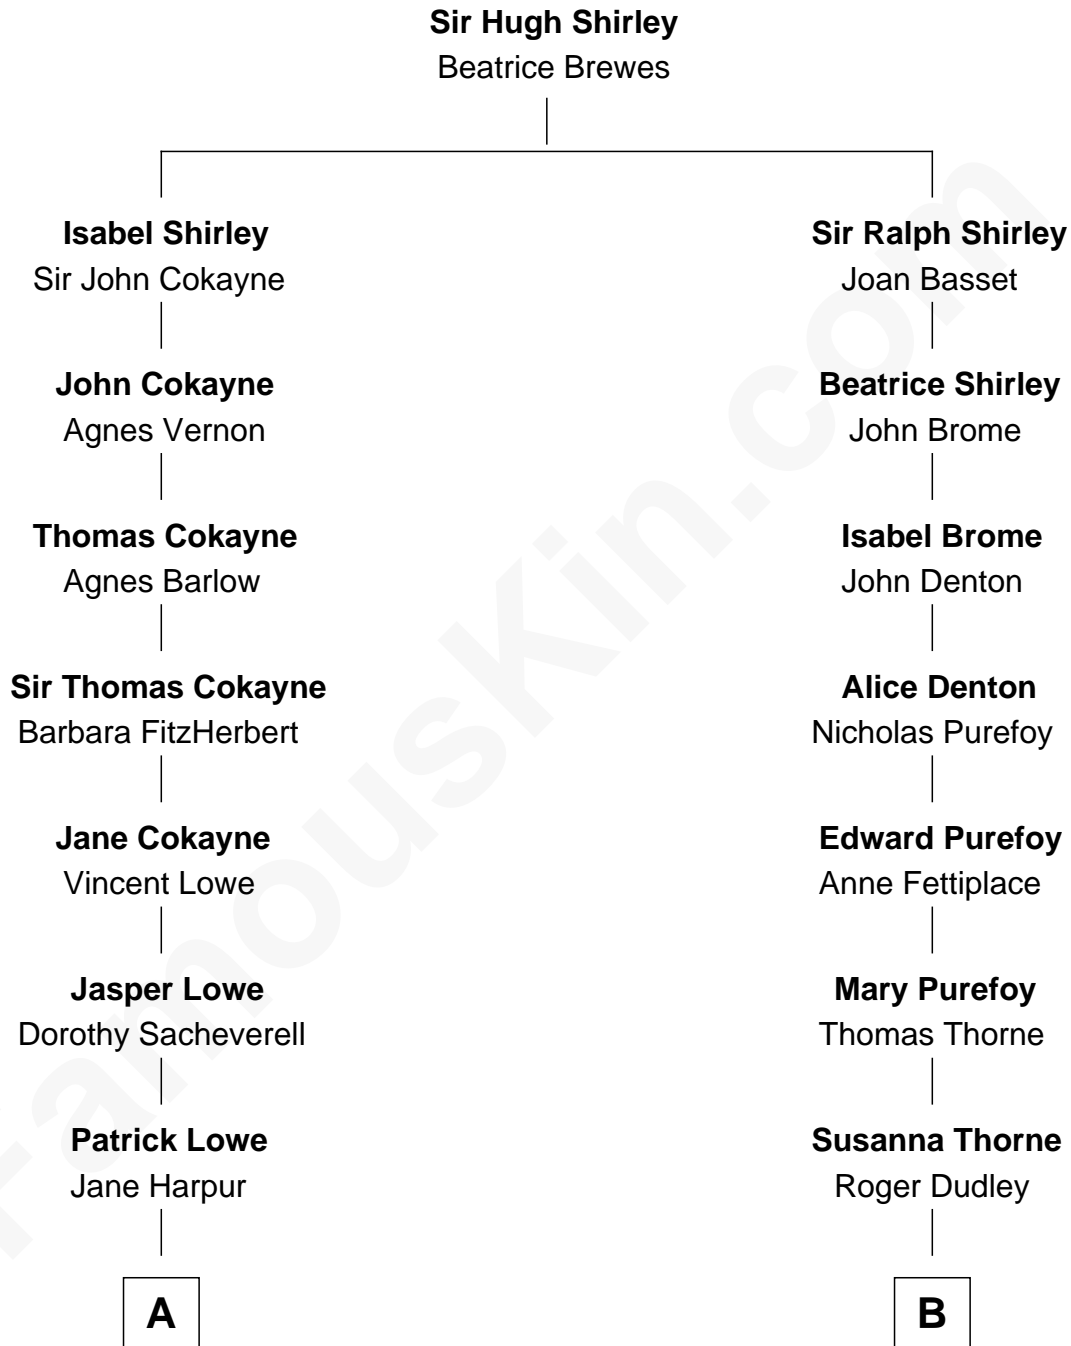 Sir Hugh Shirley
Beatrice Brewes
Isabel Shirley
Sir John Cokayne
Sir Ralph Shirley
Joan Basset
John Cokayne
Agnes Vernon
Beatrice Shirley
John Brome
Thomas Cokayne
Agnes Barlow
Isabel Brome
John Denton
Sir Thomas Cokayne
Barbara FitzHerbert
Alice Denton
Nicholas Purefoy
Jane Cokayne
Vincent Lowe
Edward Purefoy
Anne Fettiplace
Jasper Lowe
Dorothy Sacheverell
Mary Purefoy
Thomas Thorne
Patrick Lowe
Jane Harpur
Susanna Thorne
Roger Dudley
A
B
FamousKin.com